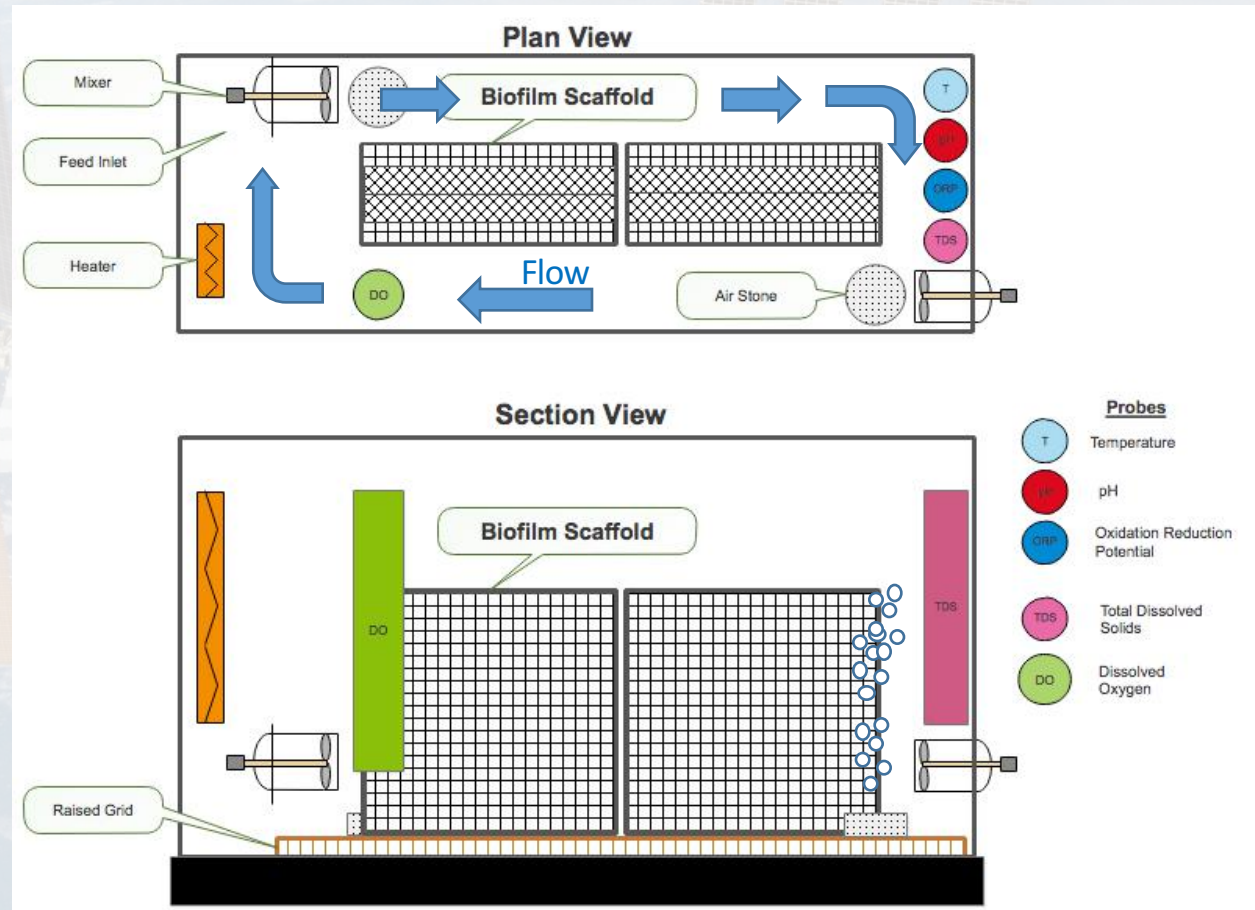 Plan View
Mixer
Biofilm Scaffold
T
pH
Feed Inlet
ORP
TDS
Heater
Flow
DO
Air Stone
Section View
Probes
T
Temperature
pH
pH
Biofilm Scaffold
ORP
Oxidation Reduction
Potential
DO
TDS
TDS
Total Dissolved
Solids
DO
Dissolved
Oxygen
Raised Grid